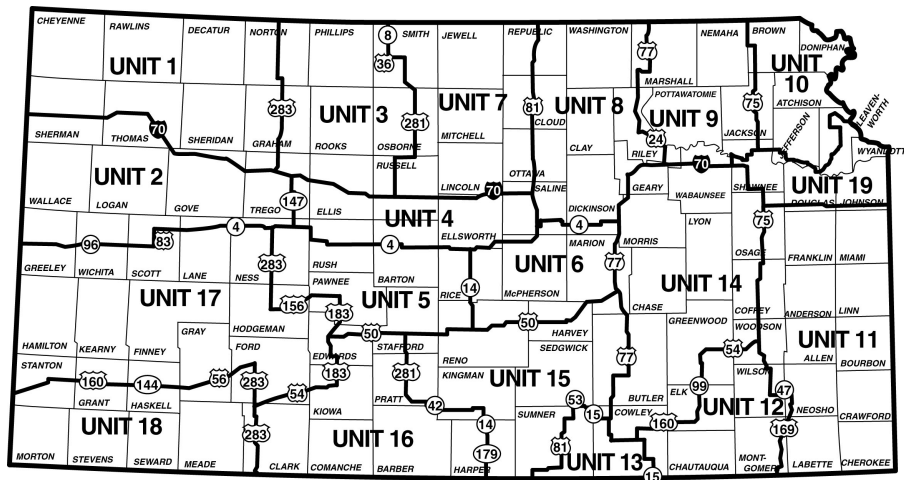 CHEYENNE
RAWLINS
DECATUR
NORTON
PHILLIPS
8
SMITH
JEWELL
REPUBLIC
WASHINGTON
NEMAHA
BROWN
DONIPHAN
36
77
MARSHALL
UNIT 1
UNIT 10
ATCHISON
283
UNIT 3
281
UNIT 7
81
CLOUD
UNIT 8
POTTAWATOMIE
UNIT 9
75
JACKSON
JEFFERSON
LEAVEN-
WORTH
SHERMAN
THOMAS
70
SHERIDAN
GRAHAM
ROOKS
OSBORNE
MITCHELL
CLAY
RILEY
24
WYANDOTT
RUSSELL
LINCOLN
70
OTTAWA
SALINE
DICKINSON
GEARY
70
WABAUNSEE
SHAWNEE
UNIT 19
DOUGLAS
JOHNSON
UNIT 2
WALLACE
LOGAN
GOVE
TREGO
147
ELLIS
UNIT 4
ELLSWORTH
4
LYON
75
96
83
4
4
MARION
MORRIS
OSAGE
FRANKLIN
MIAMI
GREELEY
WICHITA
SCOTT
LANE
NESS
283
RUSH
PAWNEE
BARTON
14
RICE
UNIT 6
McPHERSON
77
UNIT 14
CHASE
COFFEY
ANDERSON
LINN
UNIT 17
156
183
UNIT 5
50
50
GREENWOOD
WOODSON
UNIT 11
HAMILTON
KEARNY
FINNEY
GRAY
HODGEMAN
FORD
EDWARDS
STAFFORD
RENO
HARVEY
SEDGWICK
77
54
ALLEN
BOURBON
STANTON
160
144
56
283
54
183
281
KINGMAN
UNIT 15
BUTLER
ELK
99
WILSON
47
GRANT
HASKELL
KIOWA
PRATT
42
14
SUMNER
53
15
COWLEY
160
UNIT 12
169
NEOSHO
CRAWFORD
UNIT 18
283
UNIT 16
179
81
UNIT 13
MORTON
STEVENS
SEWARD
MEADE
CLARK
COMANCHE
BARBER
HARPER
15
CHAUTAUQUA
MONT-
GOMERY
LABETTE
CHEROKEE